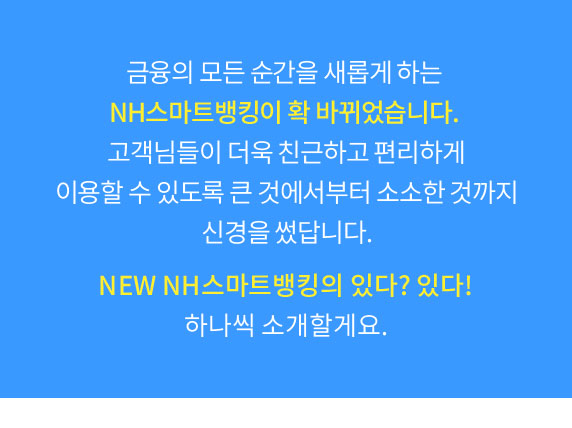 금융의 모든 순간을 새롭게 하는
NH스마트뱅킹이 확 바뀌었습니다.
고객님들이 더욱 친근하고 편리하게
이용할 수 있도록 큰 것에서부터 소소한 것까지
신경을 썼답니다.
NEW NH스마트뱅킹의 있다? 있다!
하나씩 소개할게요.